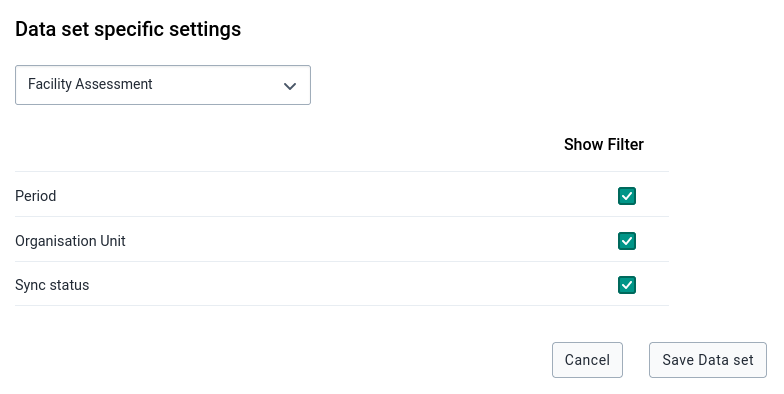 Data set specific settings
Facility Assessment
Show Filter
Period
Organisation Unit
Sync status
Cancel Save Data set